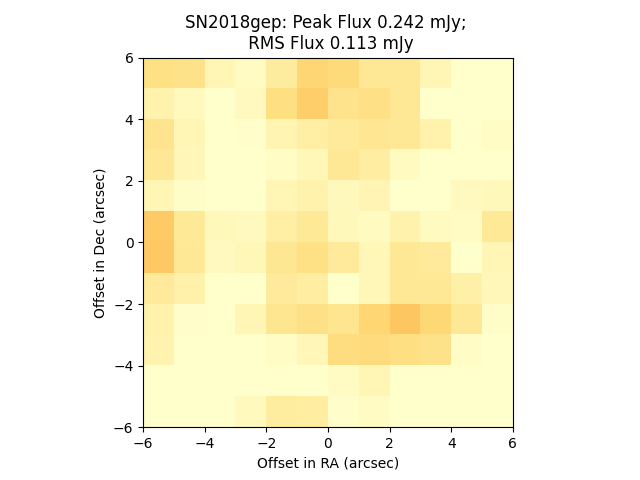 SN2018gep: Peak Flux 0.242 mJy;
RMS Flux 0.113 mJy
6
4
2
0
−2
−4
−6
Offset in Dec (arcsec)
−6 −4 −2 0 2 4 6
Offset in RA (arcsec)